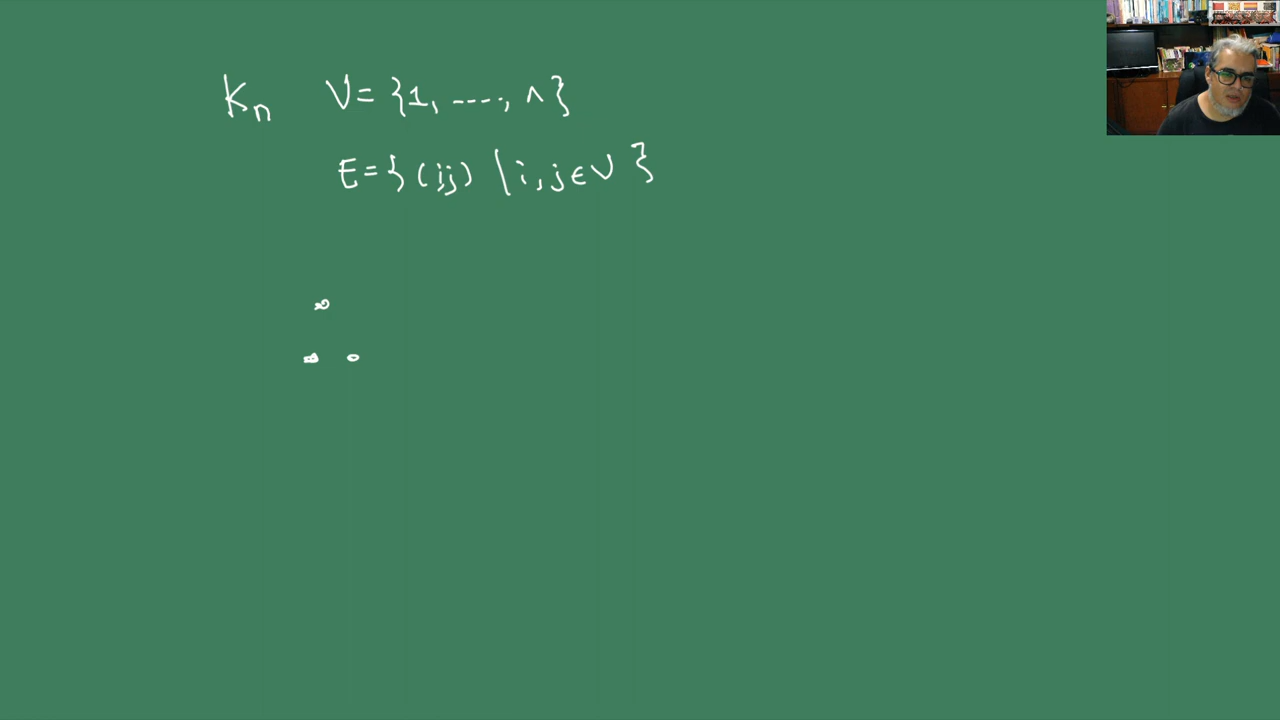 Kn V = {1, ....., n}
E = {(ij) | i, j ∈ V }